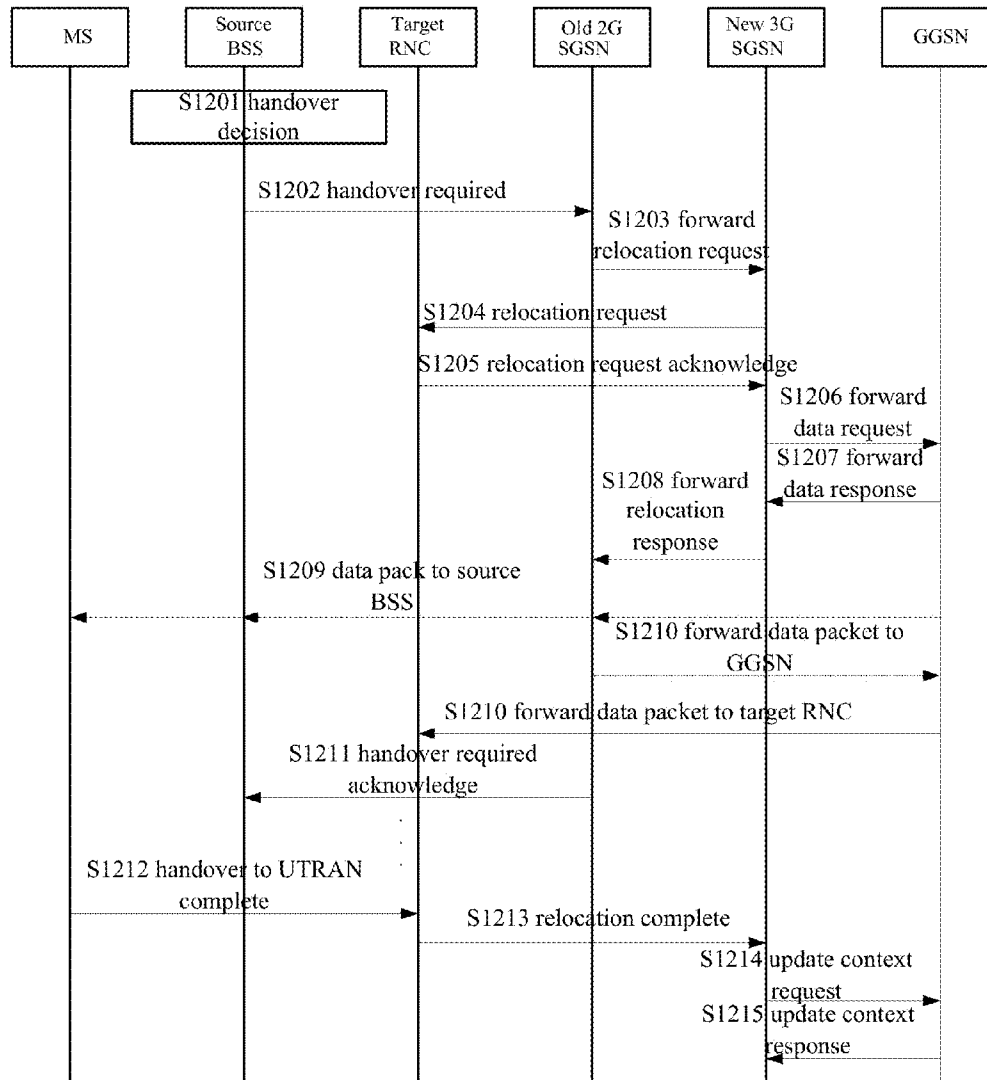 MS
Source
BSS
Target
RNC
Old 2G
SGSN
New 3G
SGSN
GGSN
S1201 handover
decision
S1202 handover required
S1203 forward
relocation request
S1204 relocation request
S1205 relocation request acknowledge
S1206 forward
data request
S1207 forward
data response
S1208 forward
relocation
response
S1209 data pack to source
BSS
S1210 forward data packet to
GGSN
S1210 forward data packet to target RNC
S1211 handover required
acknowledge
S1212 handover to UTRAN
complete
S1213 relocation complete
S1214 update context
request
S1215 update context
response